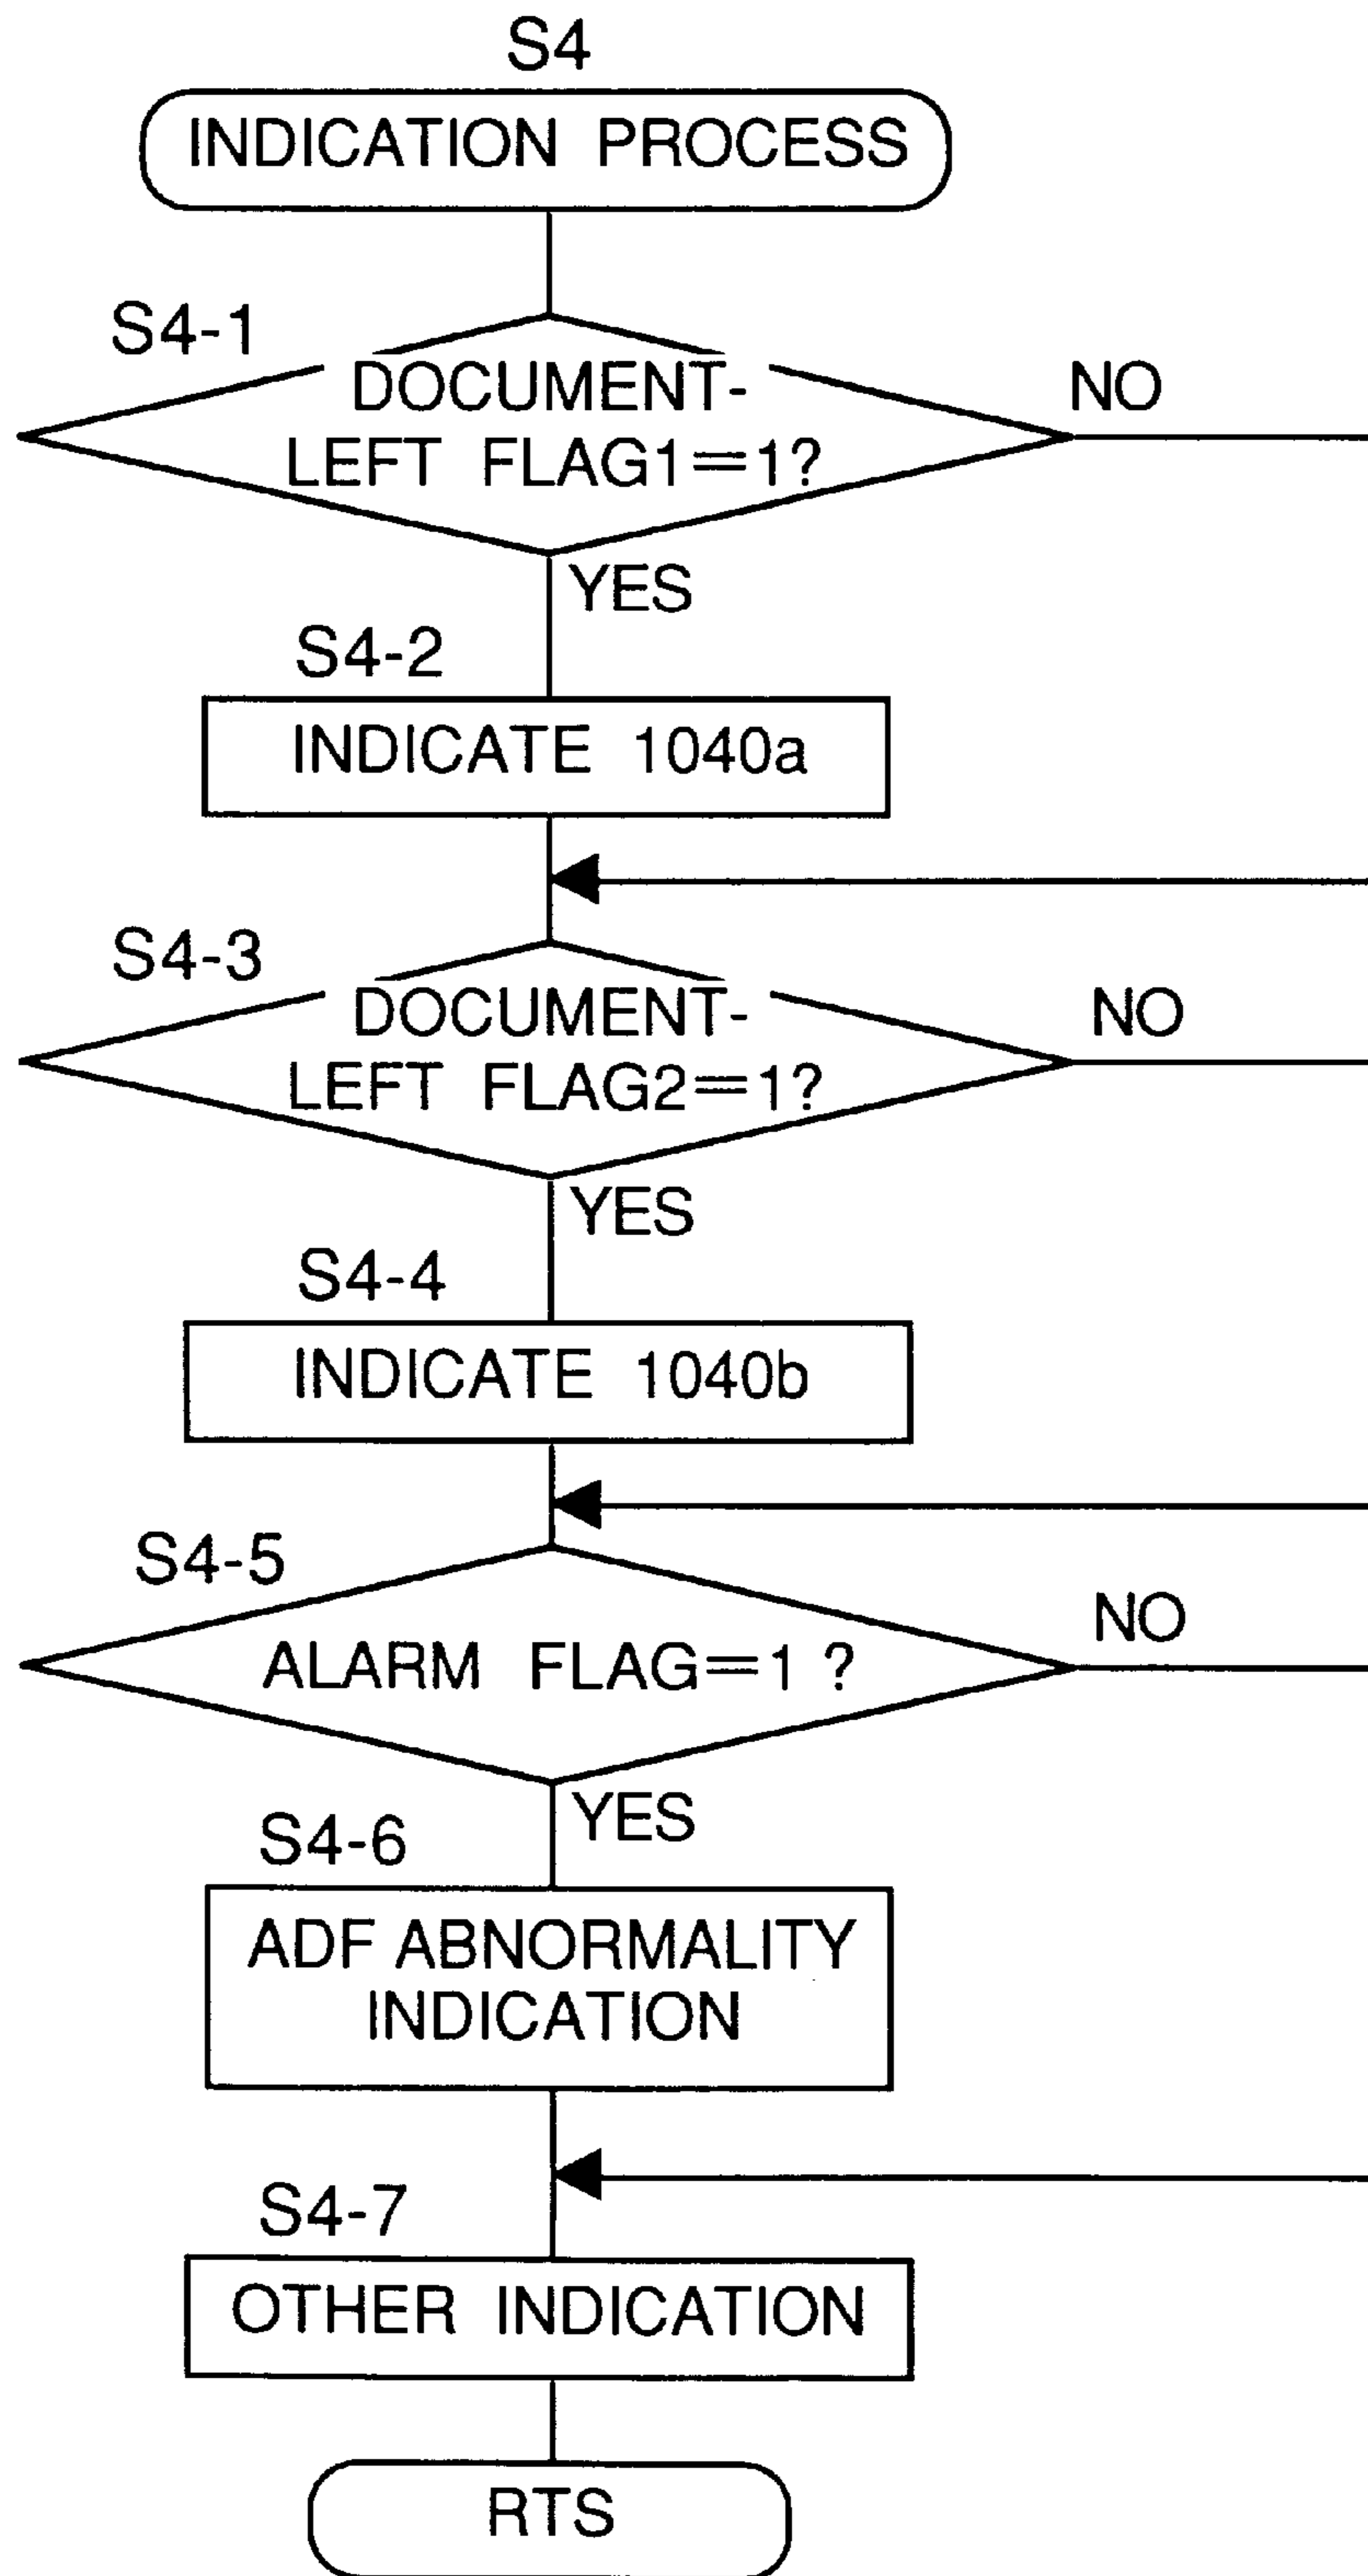 S4
INDICATION PROCESS
S4-1
DOCUMENT-
LEFT FLAG1=1?
NO
YES
S4-2
INDICATE 1040a
S4-3
DOCUMENT-
LEFT FLAG2=1?
NO
YES
S4-4
INDICATE 1040b
S4-5
ALARM FLAG=1 ?
NO
YES
S4-6
ADF ABNORMALITY
INDICATION
S4-7
OTHER INDICATION
RTS